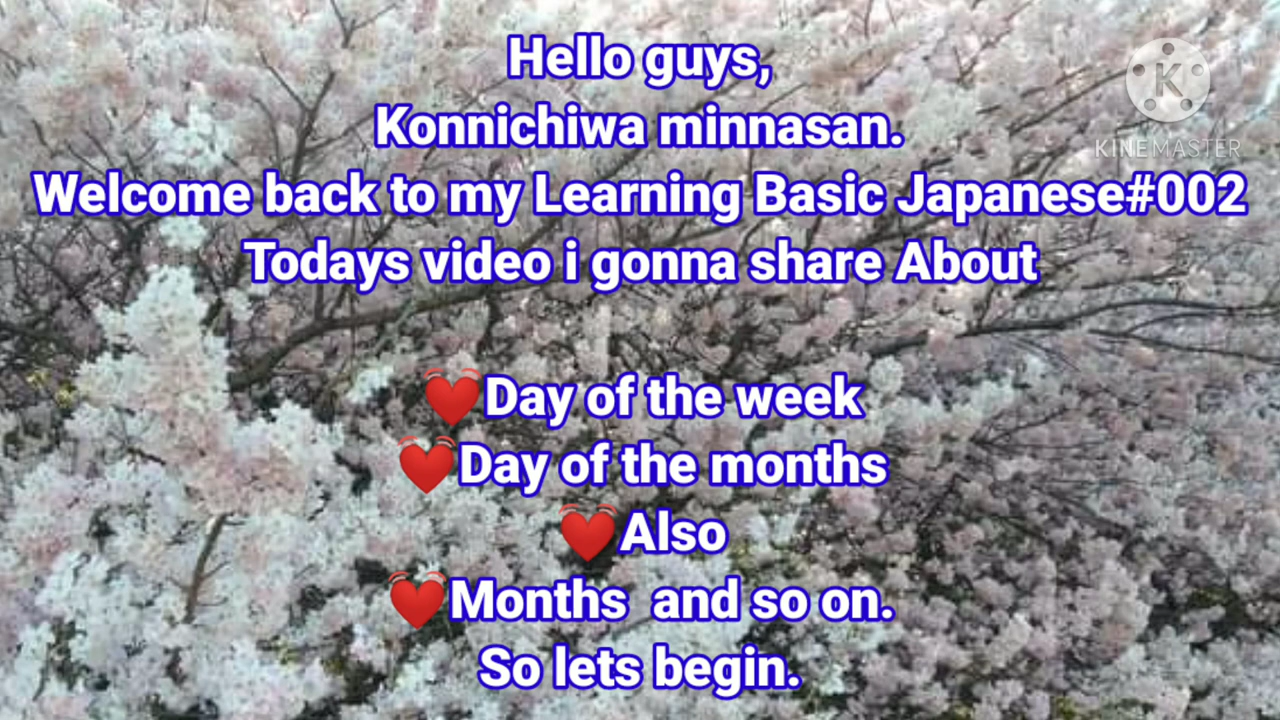 Hello guys,
Konnichiwa minnasan.
Welcome back to my Learning Basic Japanese#002
Todays video i gonna share About
❤Day of the week
❤Day of the months
❤Also
❤Months and so on.
So lets begin.
K
KINEMASTER